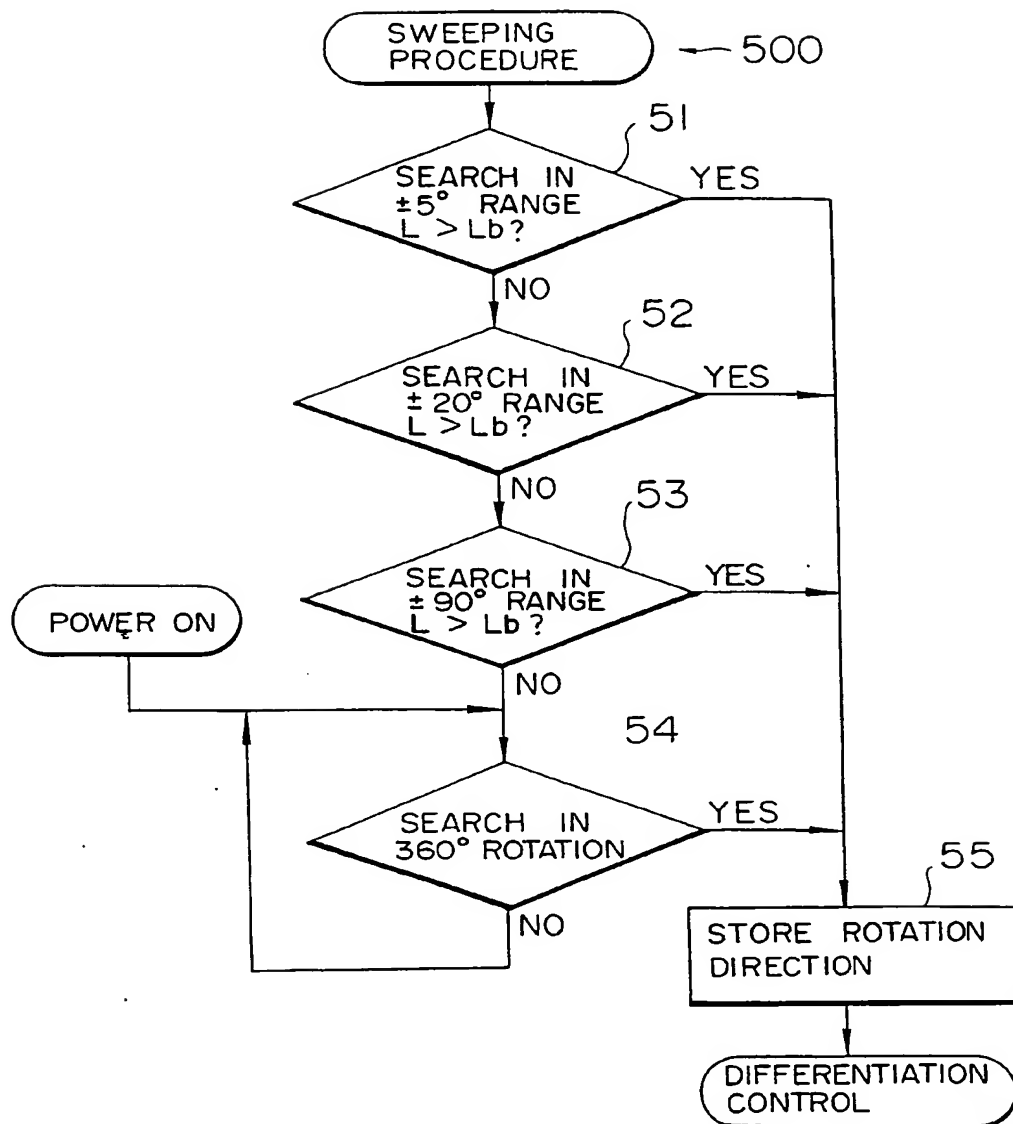 SWEEPING
PROCEDURE
500
51
SEARCH IN
±5° RANGE
L > Lb?
YES
NO
52
SEARCH IN
±20° RANGE
L > Lb?
YES
NO
53
SEARCH IN
±90° RANGE
L > Lb?
YES
POWER ON
NO
54
SEARCH IN
360° ROTATION
YES
NO
55
STORE ROTATION
DIRECTION
DIFFERENTIATION
CONTROL